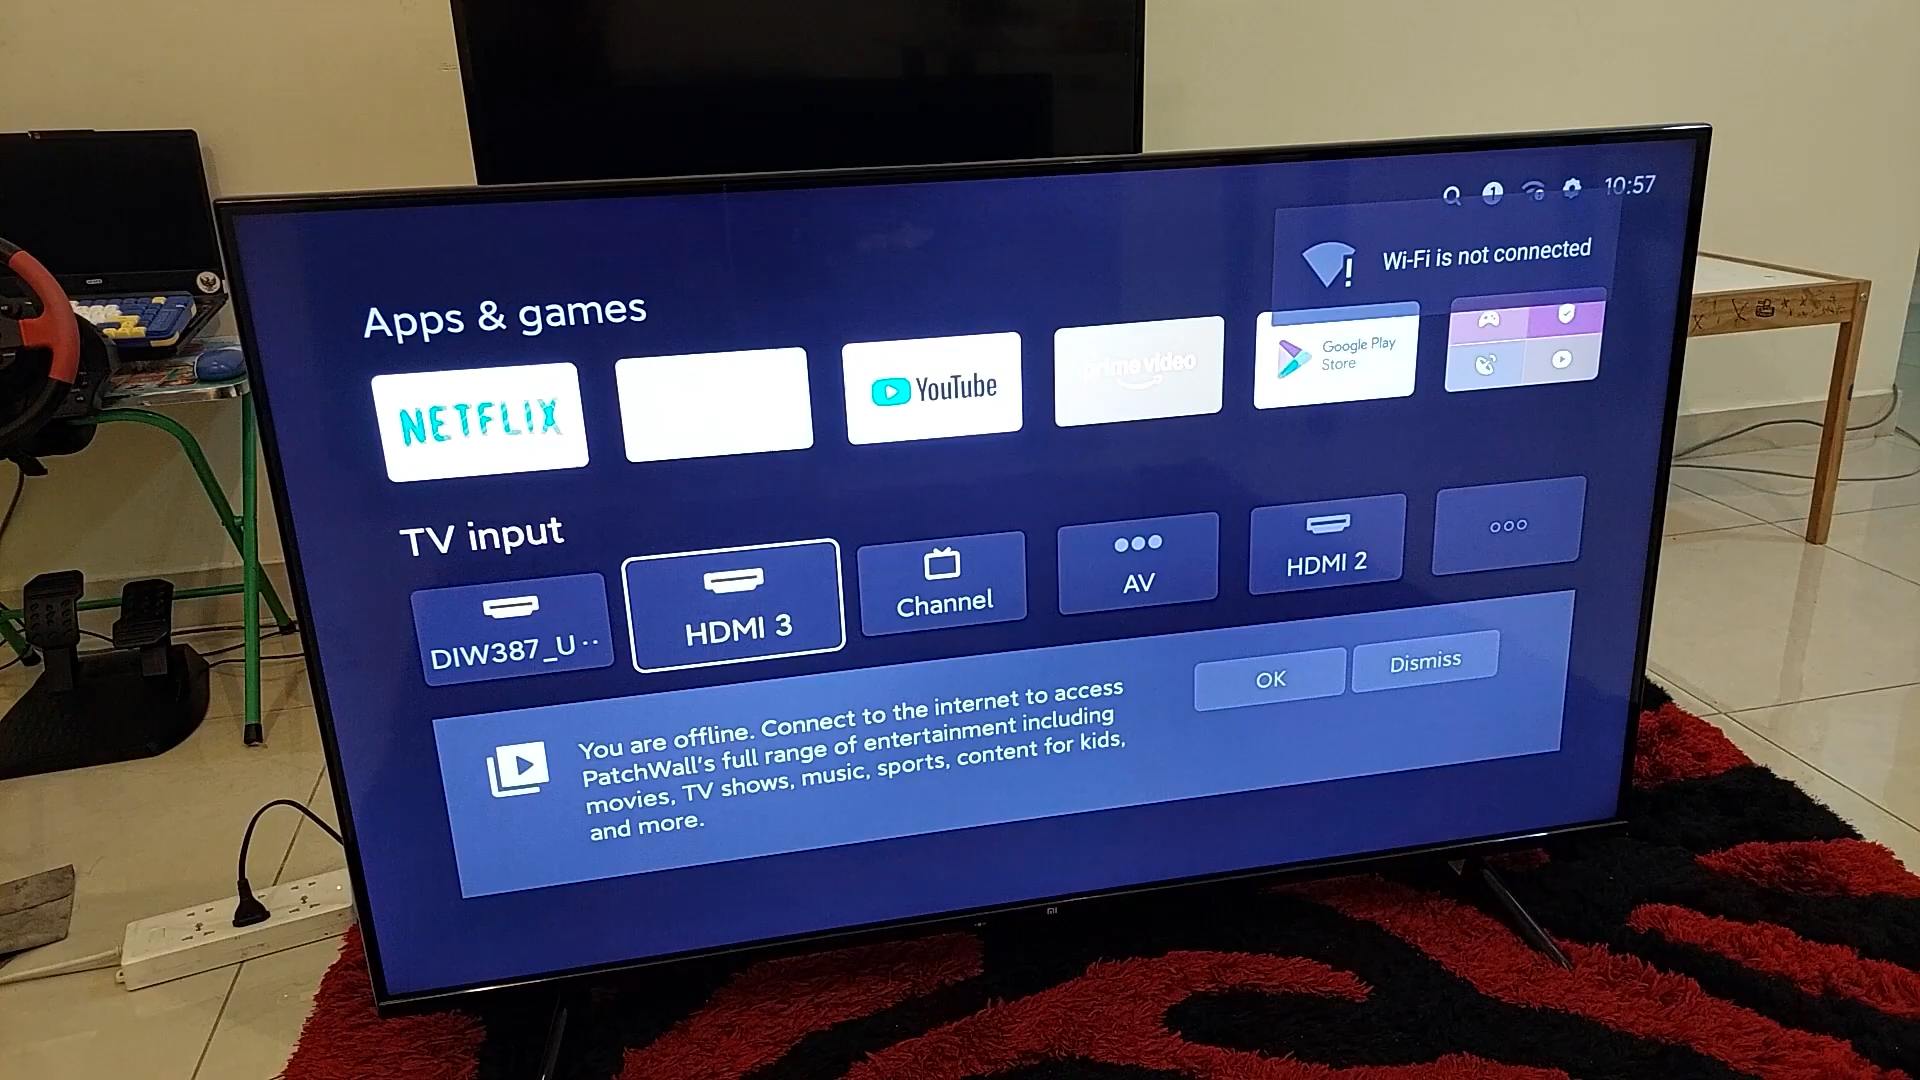 10:57
Wi-Fi is not connected
Apps & games
NETFLIX
YouTube
prime video
Google Play
Store
TV input
DIW387_U··
HDMI 3
Channel
AV
HDMI 2
You are offline. Connect to the internet to access
PatchWall's full range of entertainment including
movies, TV shows, music, sports, content for kids,
and more.
OK
Dismiss
mi